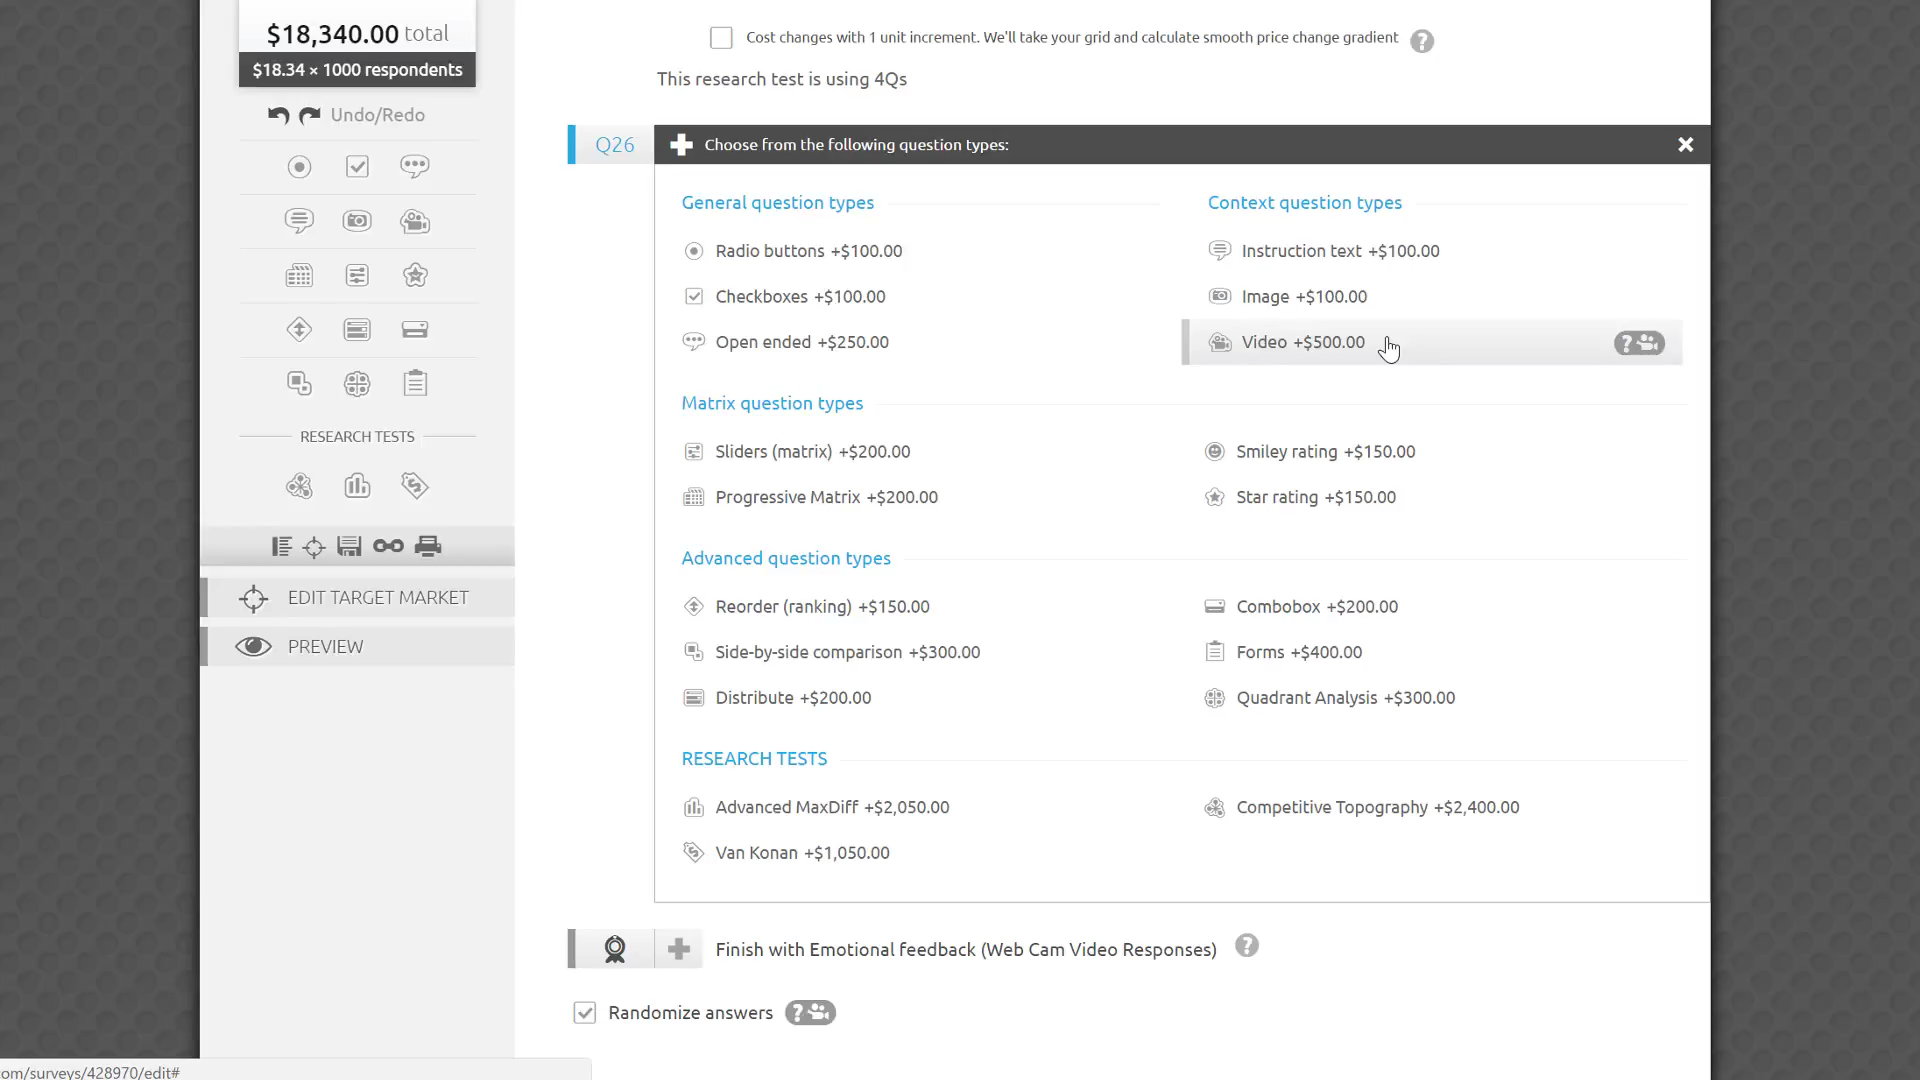 $18,340.00 total
$18.34 × 1000 respondents
Undo/Redo
RESEARCH TESTS
EDIT TARGET MARKET
PREVIEW
Cost changes with 1 unit increment. We'll take your grid and calculate smooth price change gradient ?
This research test is using 4Qs
Q26 Choose from the following question types:
General question types
Radio buttons +$100.00
Checkboxes +$100.00
Open ended +$250.00
Context question types
Instruction text +$100.00
Image +$100.00
Video +$500.00 ?
Matrix question types
Sliders (matrix) +$200.00
Progressive Matrix +$200.00
Smiley rating +$150.00
Star rating +$150.00
Advanced question types
Reorder (ranking) +$150.00
Side-by-side comparison +$300.00
Distribute +$200.00
Combobox +$200.00
Forms +$400.00
Quadrant Analysis +$300.00
RESEARCH TESTS
Advanced MaxDiff +$2,050.00
Van Konan +$1,050.00
Competitive Topography +$2,400.00
Finish with Emotional feedback (Web Cam Video Responses) ?
Randomize answers ?
om/surveys/428970/edit#